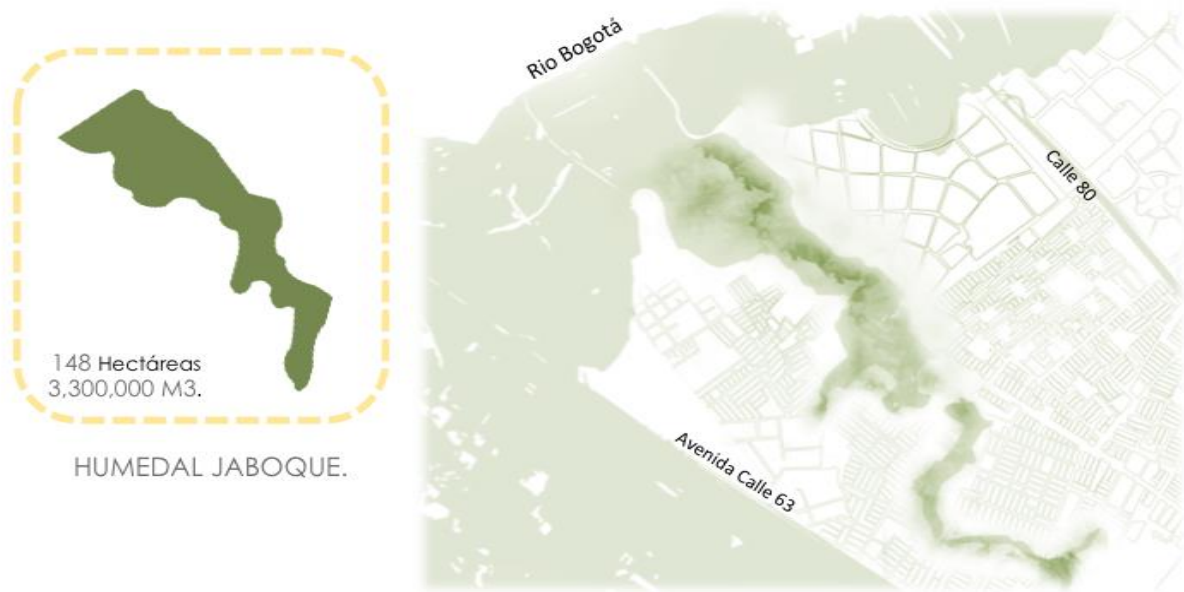 148 Hectáreas
3,300,000 M3.
HUMEDAL JABOQUE.
Rio Bogotá
Calle 80
Avenida Calle 63